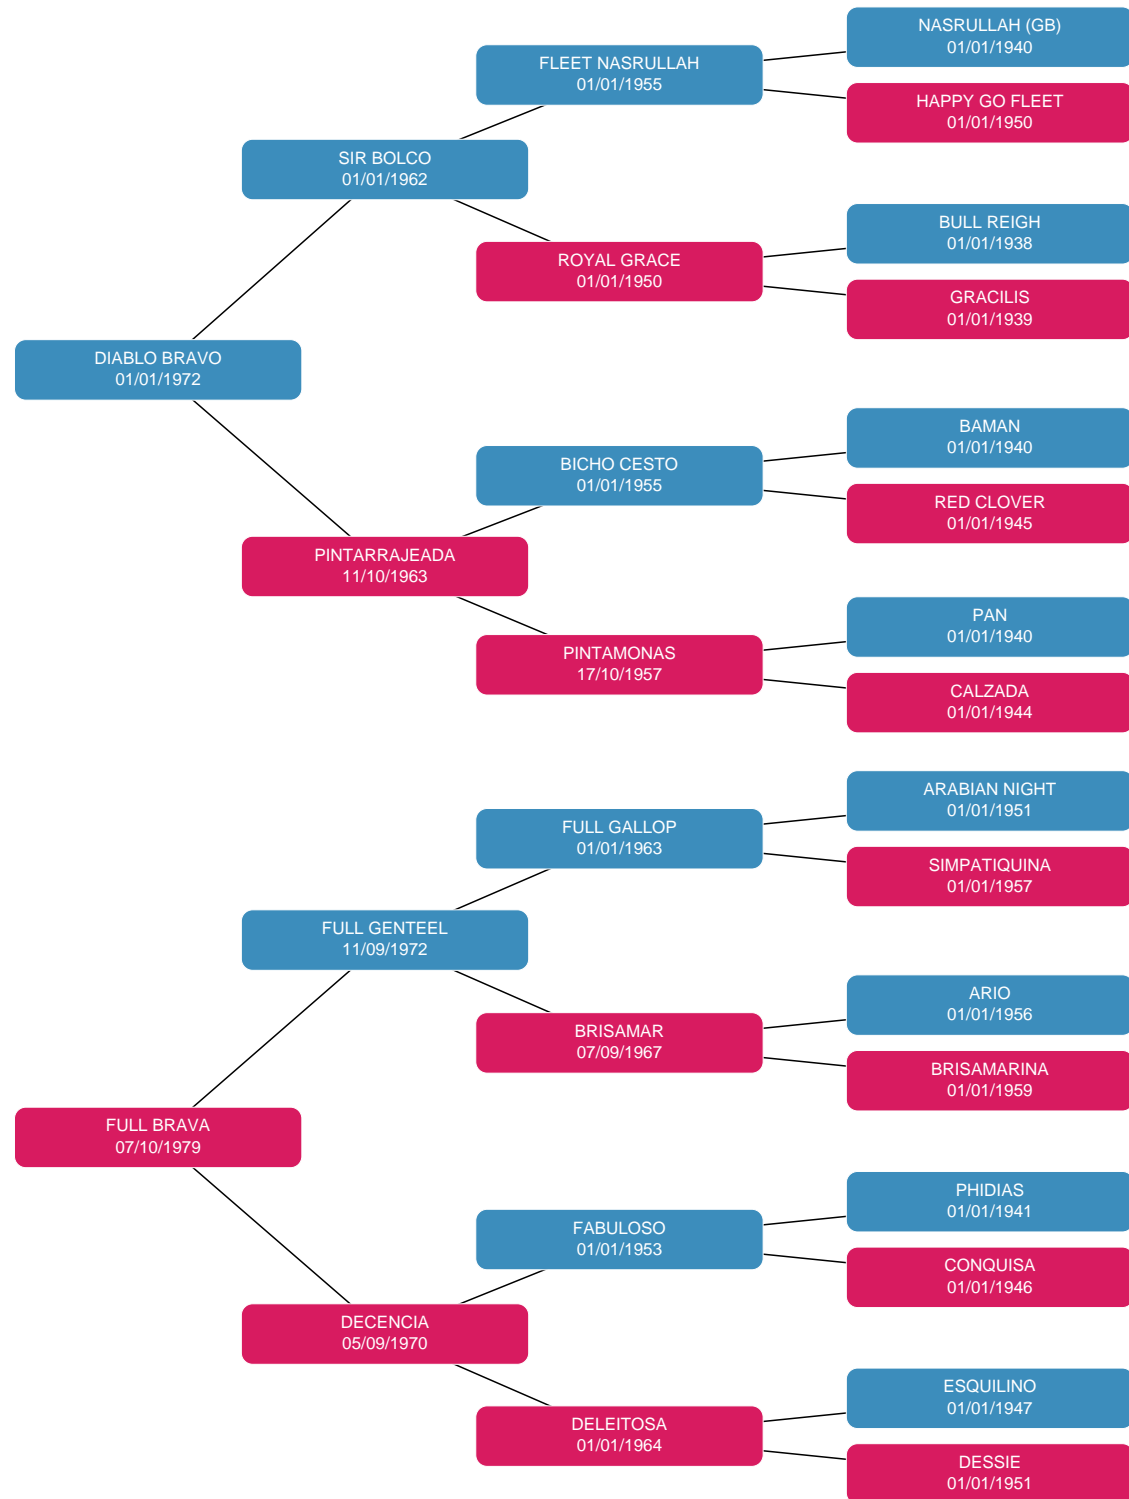 NASRULLAH (GB)
01/01/1940
FLEET NASRULLAH
01/01/1955
HAPPY GO FLEET
01/01/1950
SIR BOLCO
01/01/1962
BULL REIGH
01/01/1938
ROYAL GRACE
01/01/1950
GRACILIS
01/01/1939
DIABLO BRAVO
01/01/1972
BAMAN
01/01/1940
BICHO CESTO
01/01/1955
RED CLOVER
01/01/1945
PINTARRAJEADA
11/10/1963
PAN
01/01/1940
PINTAMONAS
17/10/1957
CALZADA
01/01/1944
ARABIAN NIGHT
01/01/1951
FULL GALLOP
01/01/1963
SIMPATIQUINA
01/01/1957
FULL GENTEEL
11/09/1972
ARIO
01/01/1956
BRISAMAR
07/09/1967
BRISAMARINA
01/01/1959
FULL BRAVA
07/10/1979
PHIDIAS
01/01/1941
FABULOSO
01/01/1953
CONQUISA
01/01/1946
DECENCIA
05/09/1970
ESQUILINO
01/01/1947
DELEITOSA
01/01/1964
DESSIE
01/01/1951